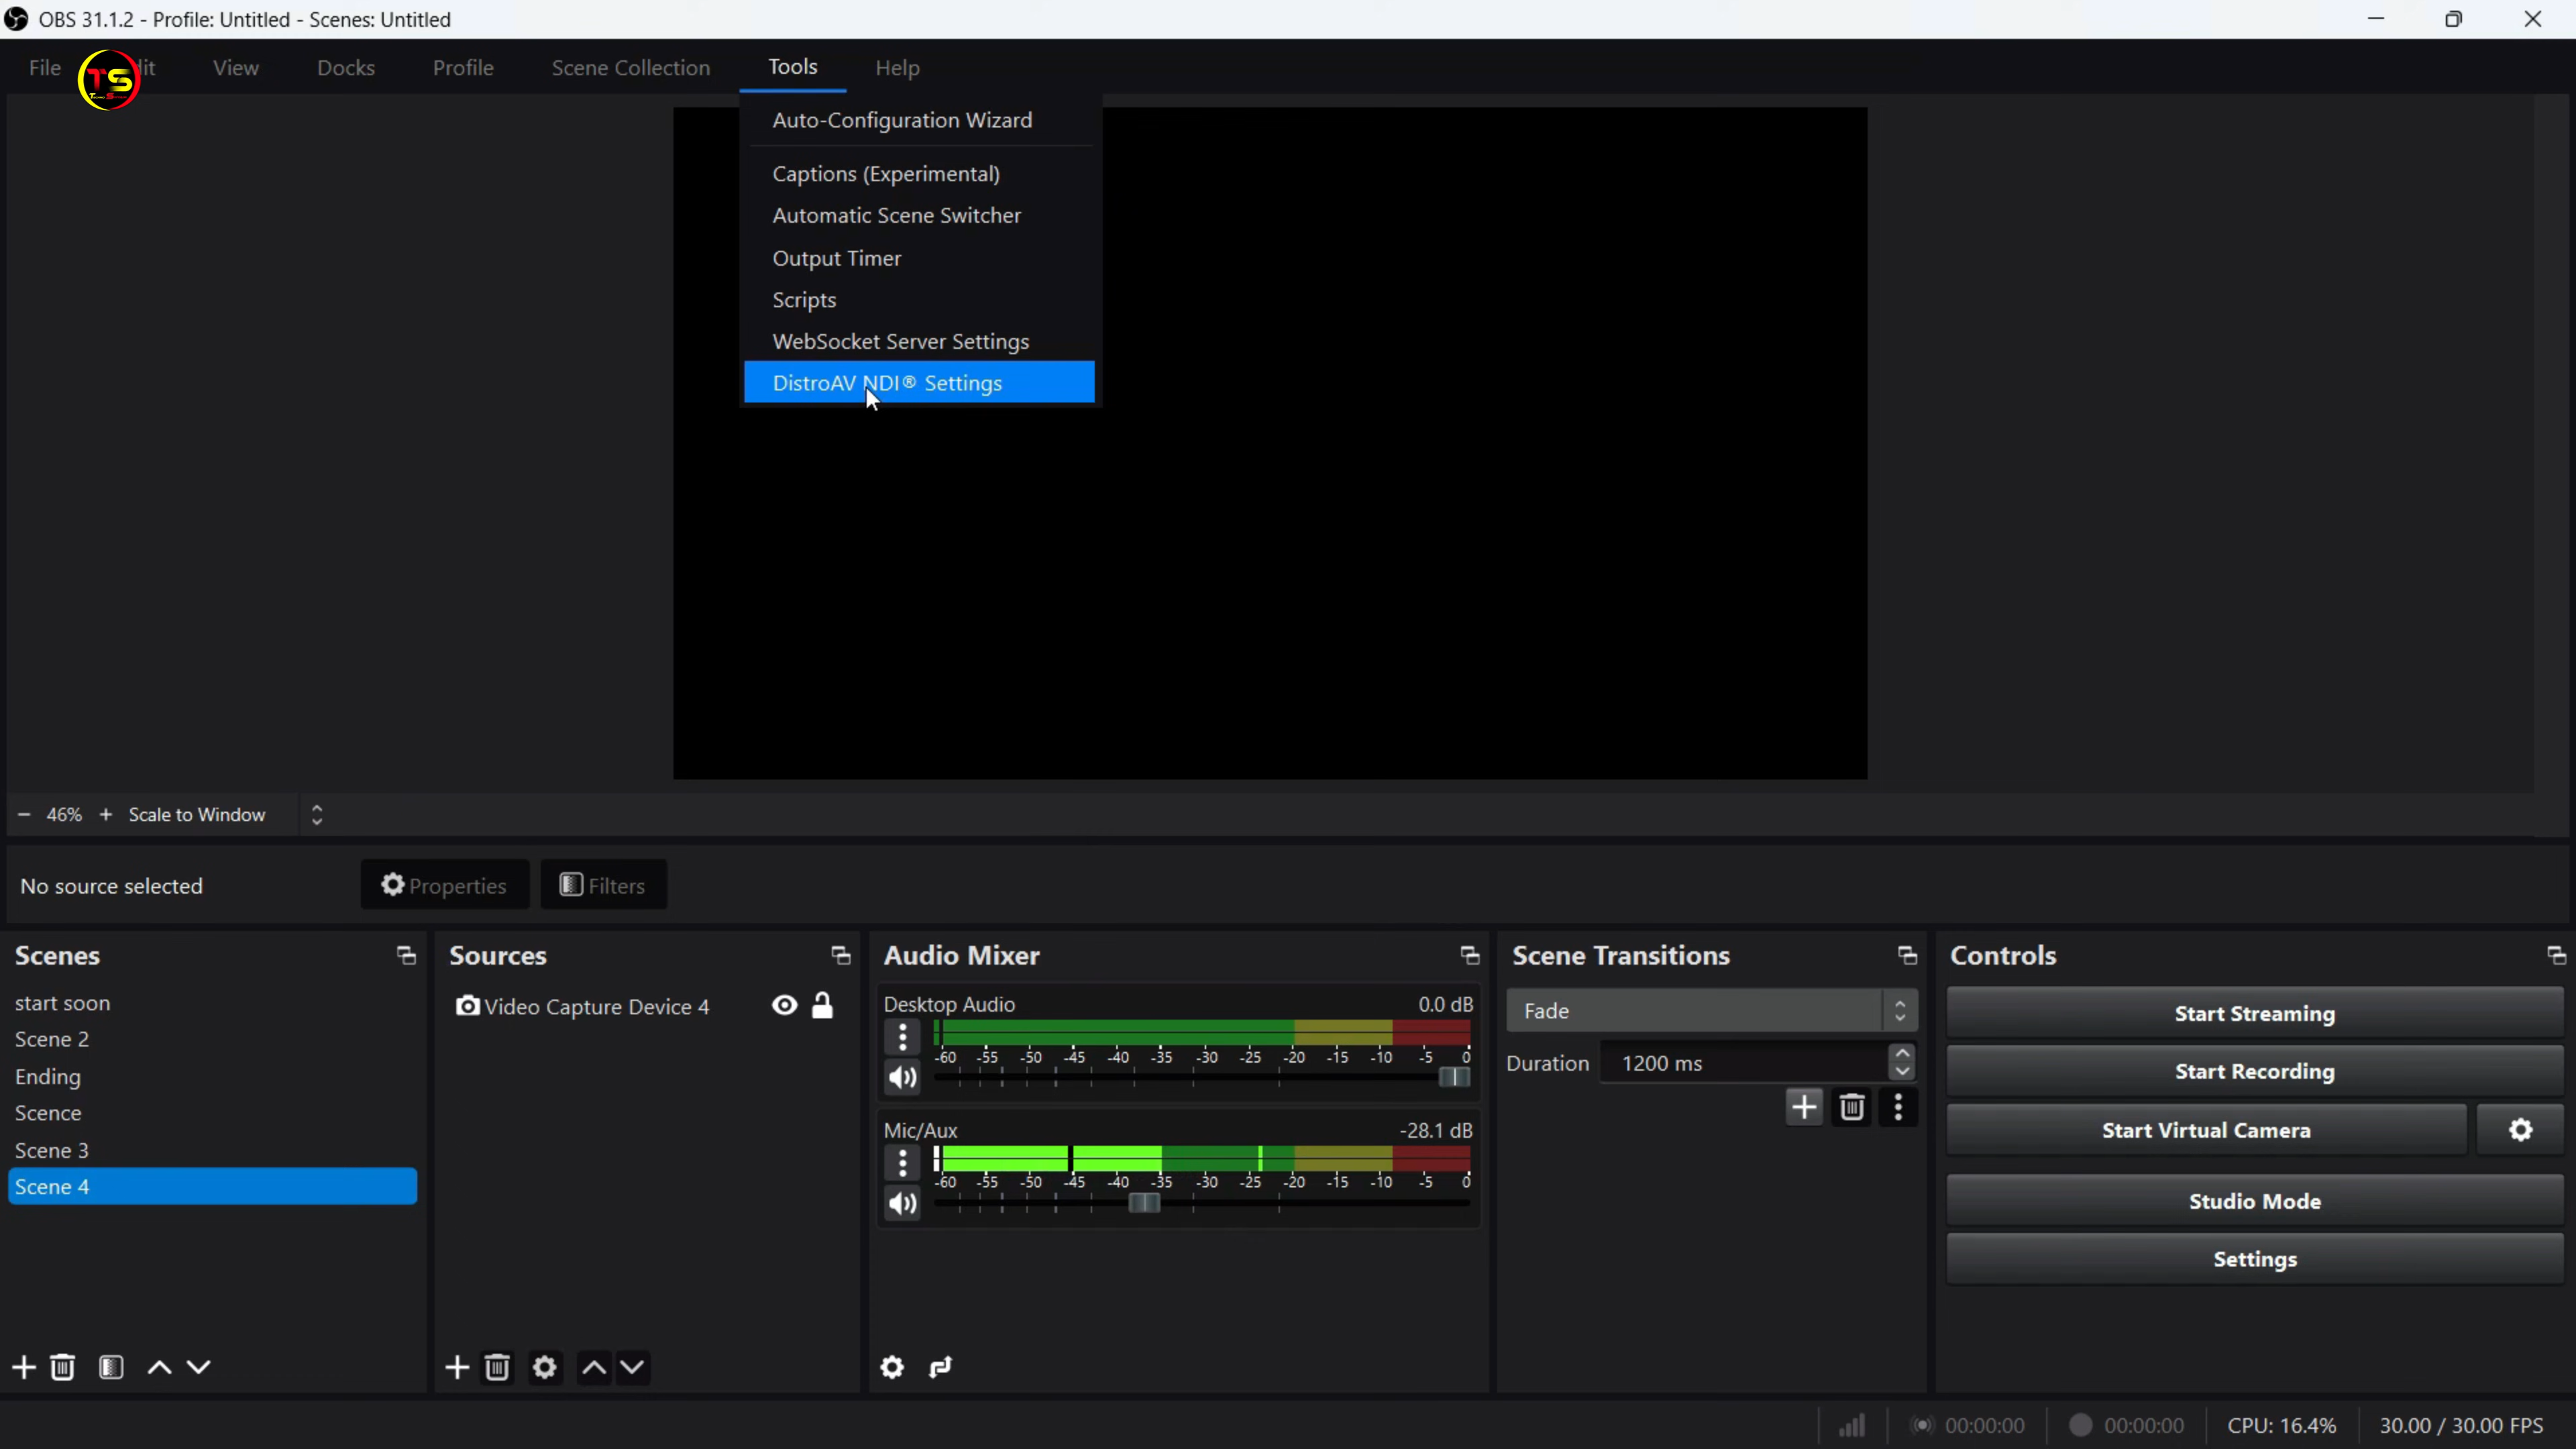 OBS 31.1.2 - Profile: Untitled - Scenes: Untitled
File
TS
it
View
Docks
Profile
Scene Collection
Tools
Help
Auto-Configuration Wizard
Captions (Experimental)
Automatic Scene Switcher
Output Timer
Scripts
WebSocket Server Settings
DistroAV NDI® Settings
46%
Scale to Window
No source selected
Properties
Filters
Scenes
start soon
Scene 2
Ending
Scence
Scene 3
Scene 4
Sources
Video Capture Device 4
Audio Mixer
Desktop Audio 0.0 dB
-60 -55 -50 -45 -40 -35 -30 -25 -20 -15 -10 -5 0
Mic/Aux -28.1 dB
-60 -55 -50 -45 -40 -35 -30 -25 -20 -15 -10 -5 0
Scene Transitions
Fade
Duration 1200 ms
Controls
Start Streaming
Start Recording
Start Virtual Camera
Studio Mode
Settings
00:00:00
00:00:00
CPU: 16.4%
30.00 / 30.00 FPS